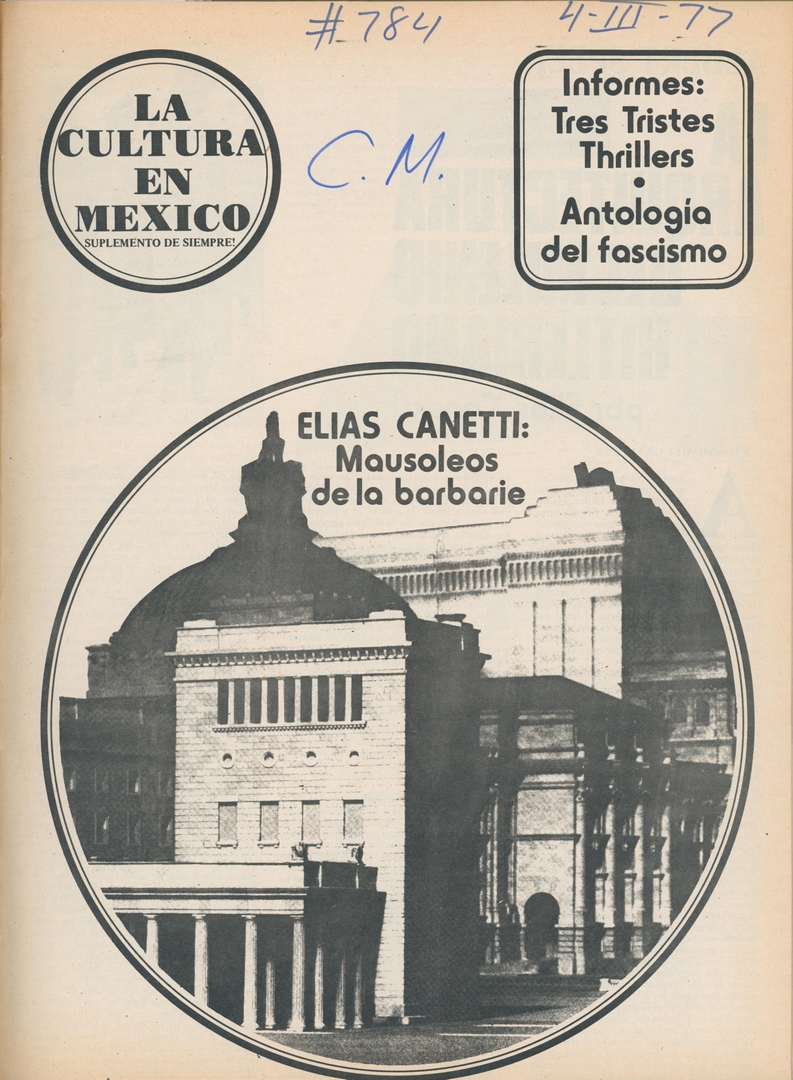 #784
4-III-77
LA
CULTURA
EN
MEXICO
SUPLEMENTO DE SIEMPRE!
C.M.
Informes:
Tres Tristes
Thrillers
•
Antología
del fascismo
ELIAS CANETTI:
Mausoleos
de la barbarie